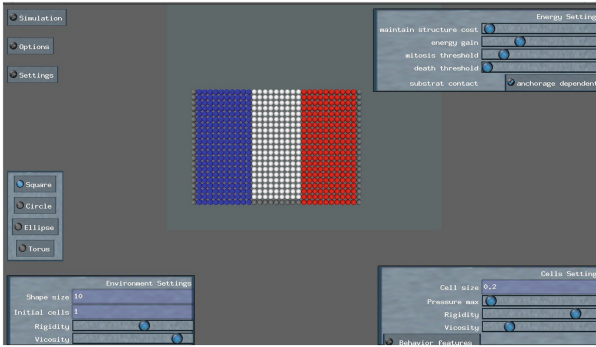 Simulation
Options
Settings
Energy Setting
maintain structure cost
energy gain
mitosis threshold
death threshold
substrat contact
anchorage dependent
Square
Circle
Ellipse
Torus
Environment Settings
Shape size 10
Initial cells 1
Rigidity
Vicosity
Cells Setting
Cell size 0.2
Pressure max
Rigidity
Vicosity
Behavior features